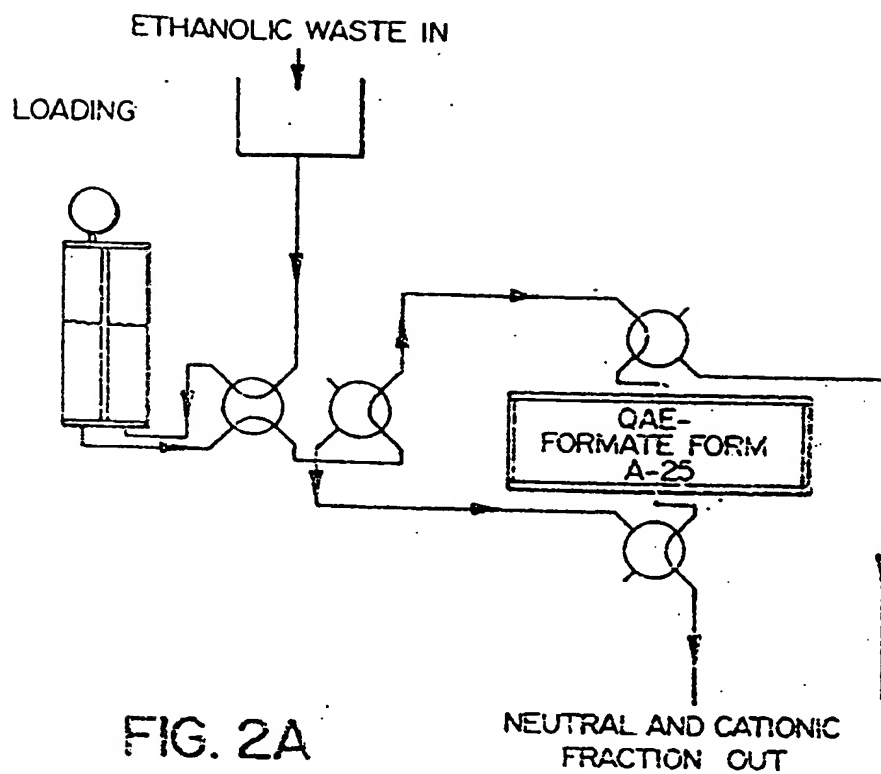 ETHANOLIC WASTE IN
LOADING
QAE-
FORMATE FORM
A-25
FIG. 2A
NEUTRAL AND CATIONIC
FRACTION OUT